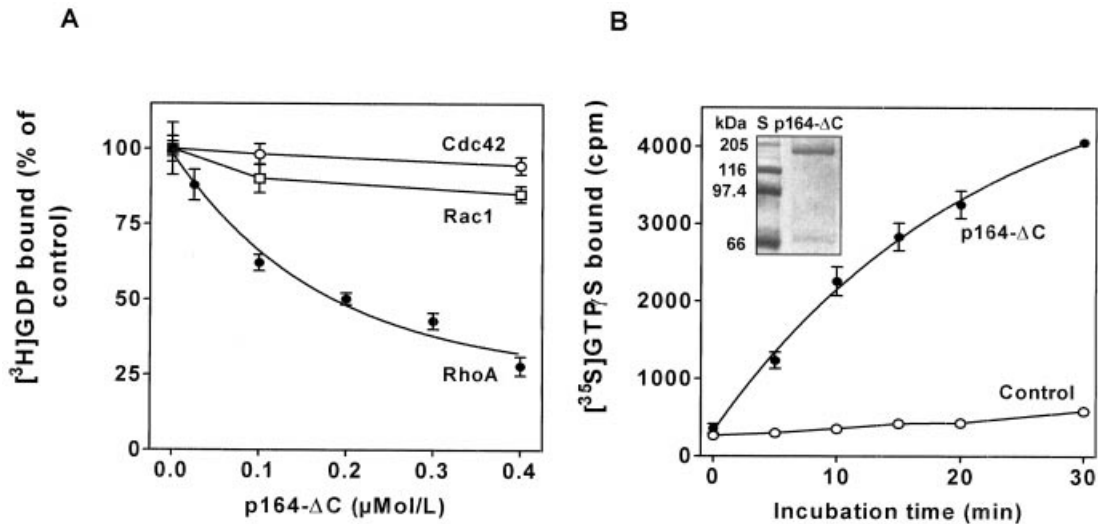 A
[³H]GDP bound (% of
control)
100
75
50
25
0
Cdc42
Rac1
RhoA
0.0 0.1 0.2 0.3 0.4
p164-ΔC (μMol/L)
B
[³⁵S]GTPγS bound (cpm)
4000
3000
2000
1000
0
kDa S p164-ΔC
205
116
97.4
66
p164-ΔC
Control
0 10 20 30
Incubation time (min)